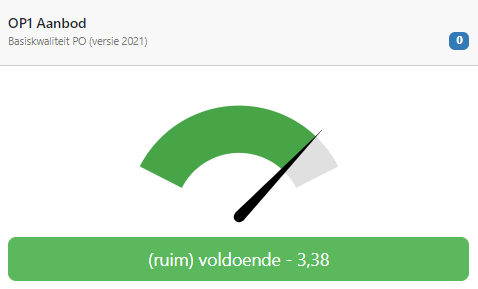 OP1 Aanbod
Basiskwaliteit PO (versie 2021)
0
(ruim) voldoende - 3,38